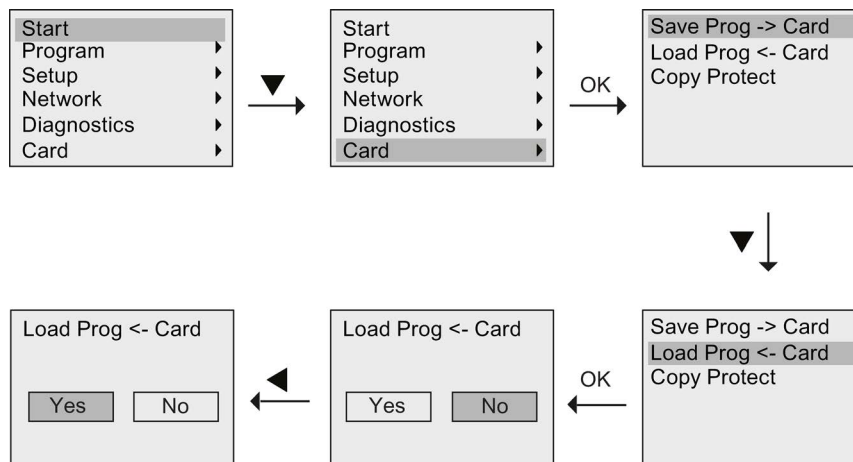 Start
Program
Setup
Network
Diagnostics
Card
Start
Program
Setup
Network
Diagnostics
Card
OK
Save Prog -> Card
Load Prog <- Card
Copy Protect
Save Prog -> Card
Load Prog <- Card
Copy Protect
OK
Load Prog <- Card
Yes No
Load Prog <- Card
Yes No